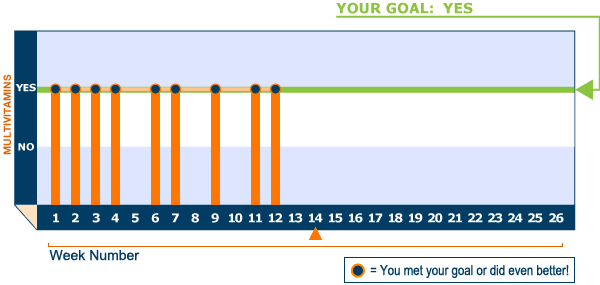 YOUR GOAL: YES
MULTIVITAMINS
YES
NO
1 2 3 4 5 6 7 8 9 10 11 12 13 14 15 16 17 18 19 20 21 22 23 24 25 26
Week Number
= You met your goal or did even better!